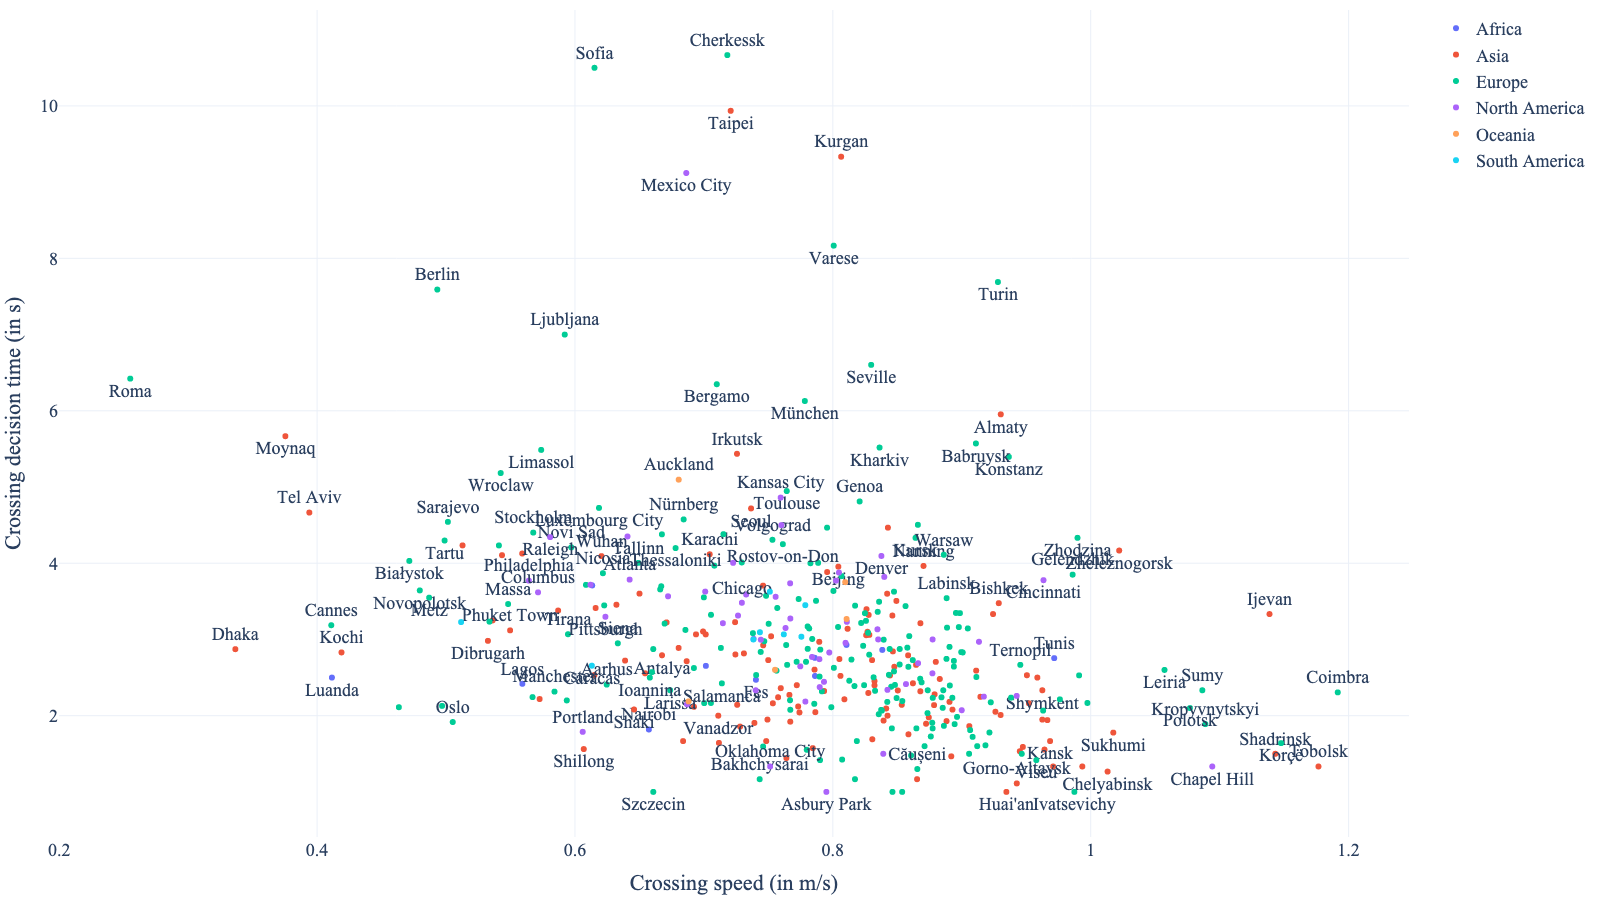 Cherkessk
Sofia
Africa
Asia
Europe
North America
Oceania
South America
10
Taipei
Kurgan
Mexico City
8
Varese
Berlin
Turin
Ljubljana
Seville
Roma
Bergamo
6
München
Almaty
Irkutsk
Moynaq
Babruysk
Kharkiv
Limassol
Auckland
Konstanz
Wroclaw
Kansas City
Genoa
Tel Aviv
Toulouse
Nürnberg
Sarajevo
Stockholm
Luxembourg City
Seoul
Volgograd
Novi Sad
Karachi
Warsaw
Wuhan
Tallinn
Raleigh
Kursk
Nanning
Zhodzina
Tartu
Rostov-on-Don
Nicosia
Thessaloniki
Gelendzhik
Zheleznogorsk
4
Philadelphia
Atlanta
Denver
Białystok
Columbus
Beijing
Labinsk
Massa
Chicago
Bishkek
Cincinnati
Novopolotsk
Metz
Ijevan
Cannes
Phuket Town
Tirana
Pittsburgh
Siena
Dhaka
Kochi
Tunis
Ternopil
Dibrugarh
Lagos
Manchester
Aarhus
Antalya
Caracas
Luanda
Ioannina
Fes
Salamanca
Leiria
Sumy
Coimbra
Oslo
Larissa
Shymkent
Kropyvnytskyi
2
Portland
Nairobi
Shaki
Polotsk
Vanadzor
Sukhumi
Shadrinsk
Oklahoma City
Căușeni
Kansk
Korçë
Tobolsk
Shillong
Bakhchysarai
Gorno-Altaysk
Viseu
Chapel Hill
Chelyabinsk
Szczecin
Asbury Park
Huai'an
Ivatsevichy
0.2
0.4
0.6
0.8
1
1.2
Crossing speed (in m/s)
Crossing decision time (in s)